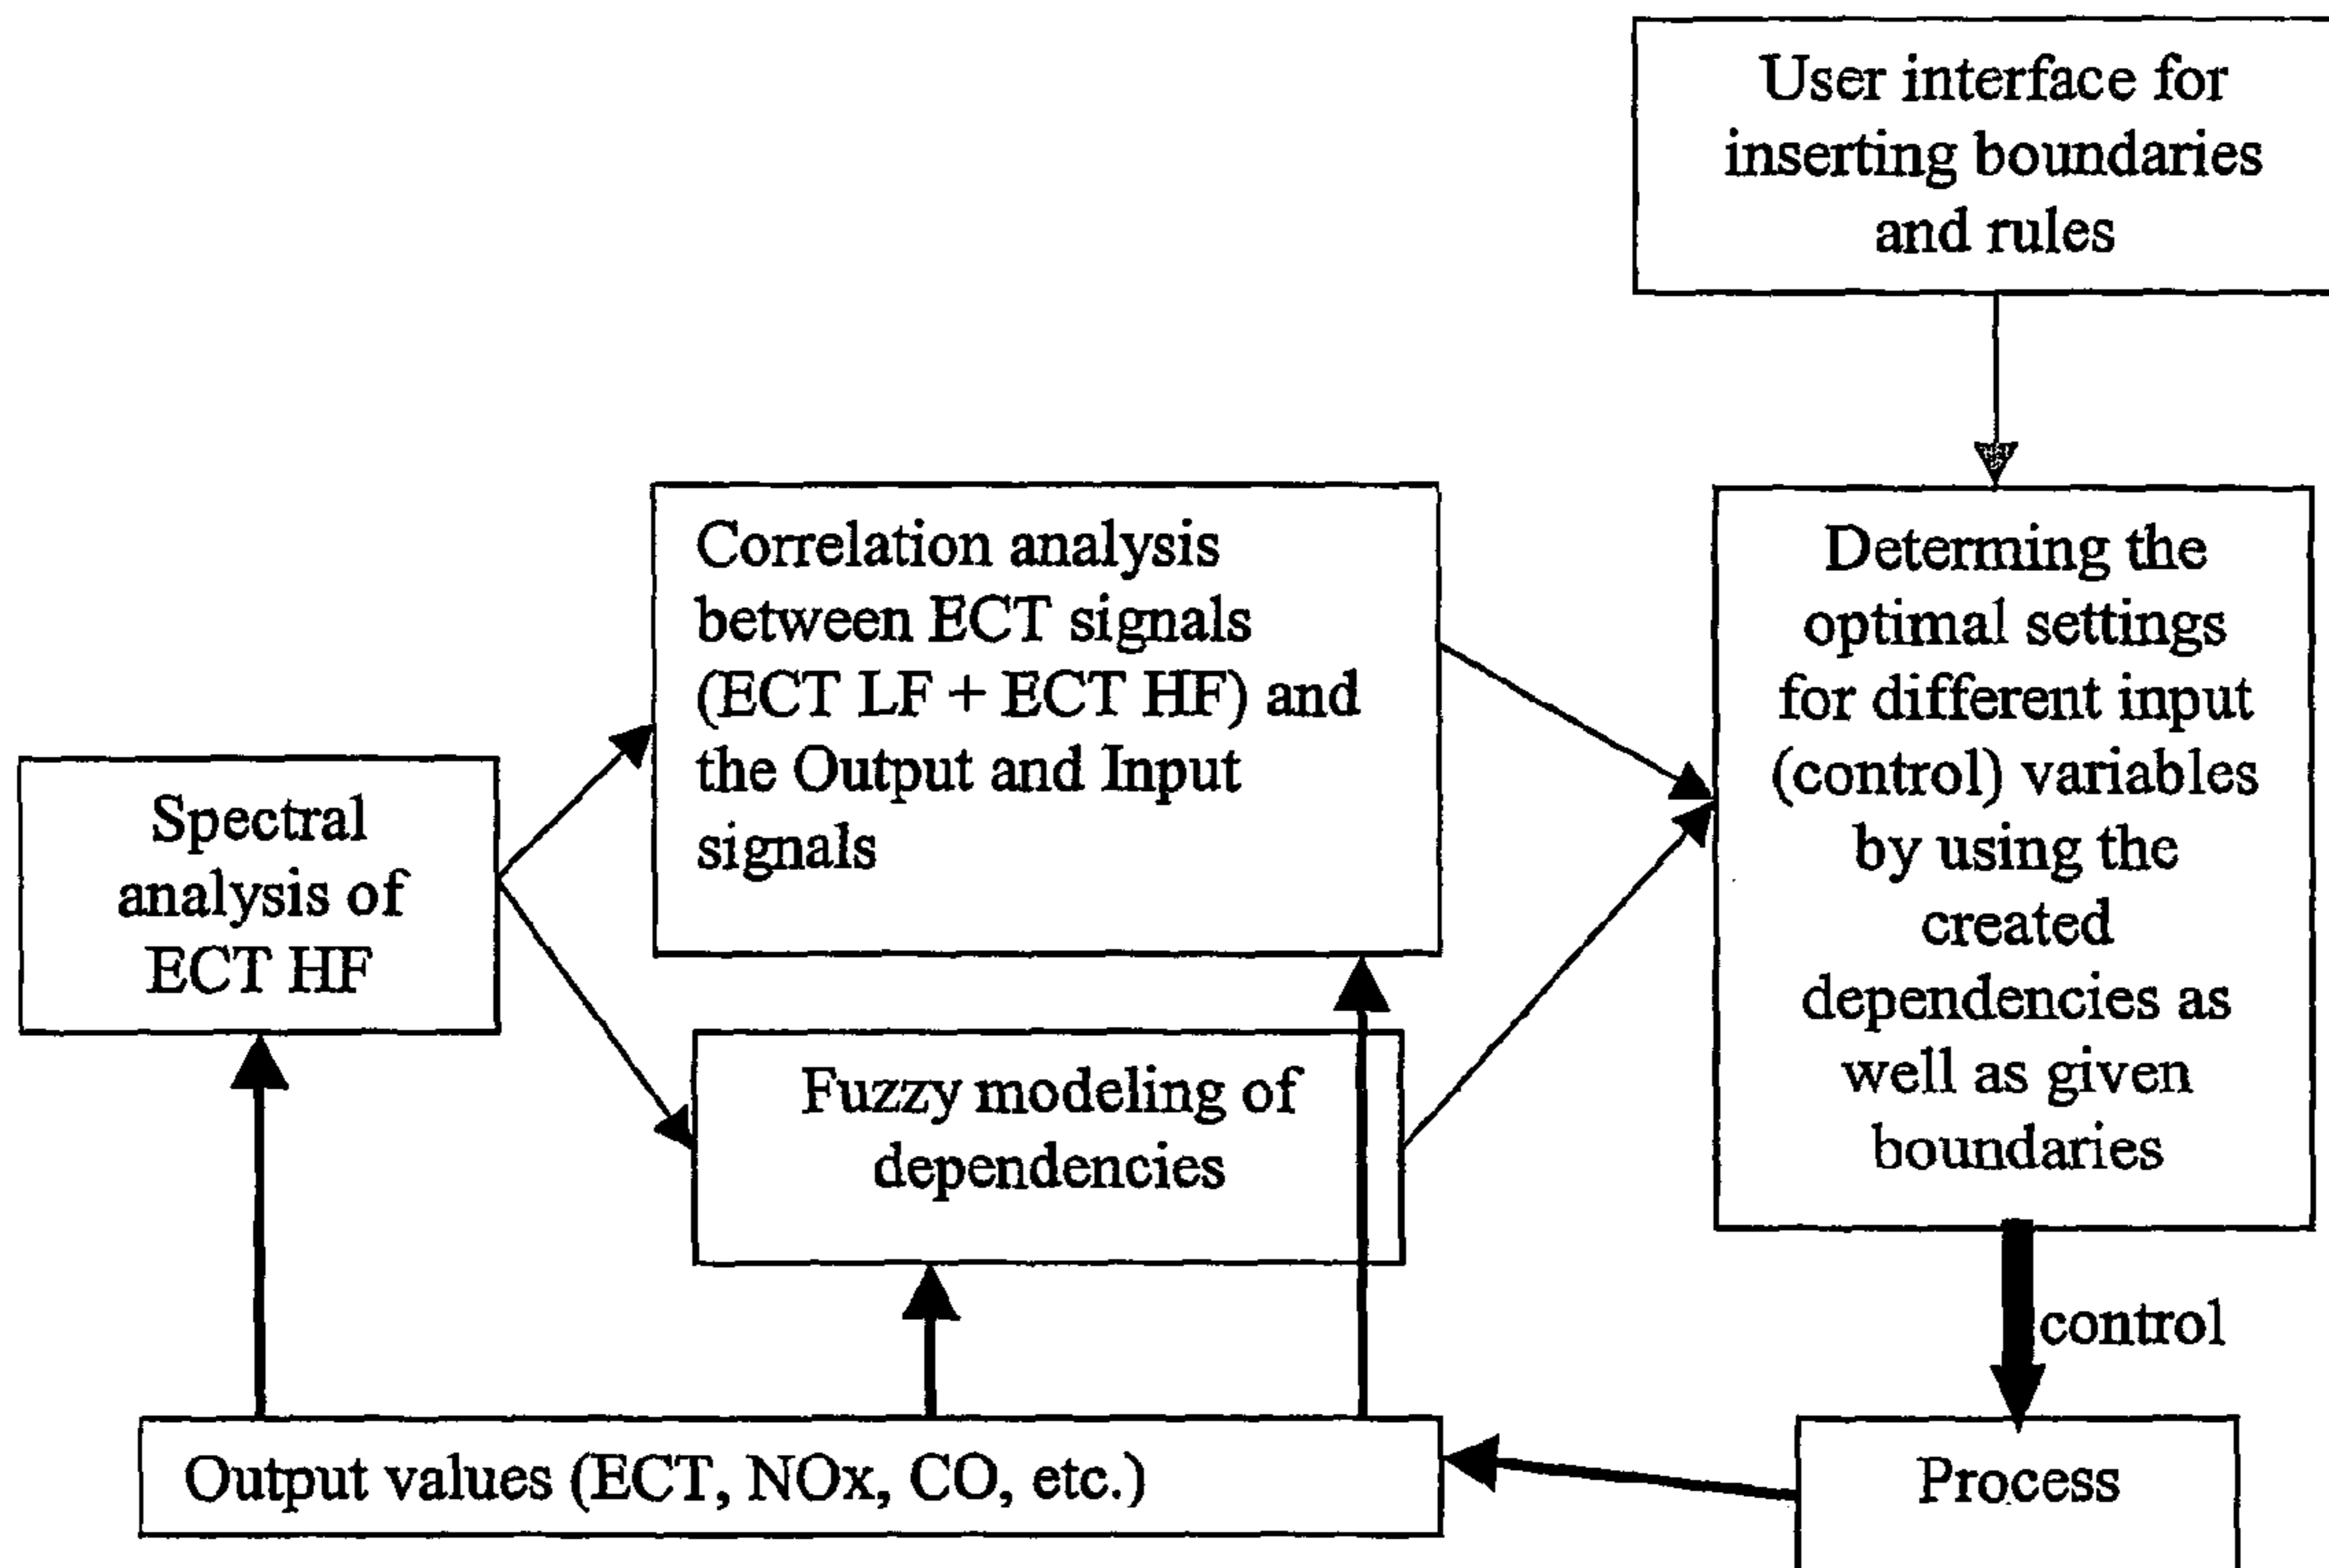 User interface for
inserting boundaries
and rules
Correlation analysis
between ECT signals
(ECT LF + ECT HF) and
the Output and Input
signals
Determing the
optimal settings
for different input
(control) variables
by using the
created
dependencies as
well as given
boundaries
Spectral
analysis of
ECT HF
Fuzzy modeling of
dependencies
control
Output values (ECT, NOx, CO, etc.)
Process